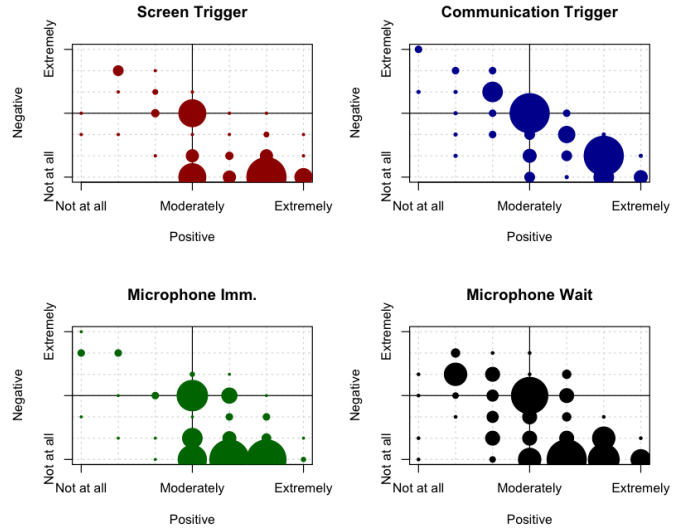 Screen Trigger
Negative
Extremely
Not at all
Not at all
Moderately
Extremely
Positive
Communication Trigger
Negative
Extremely
Not at all
Not at all
Moderately
Extremely
Positive
Microphone Imm.
Negative
Extremely
Not at all
Not at all
Moderately
Extremely
Positive
Microphone Wait
Negative
Extremely
Not at all
Not at all
Moderately
Extremely
Positive